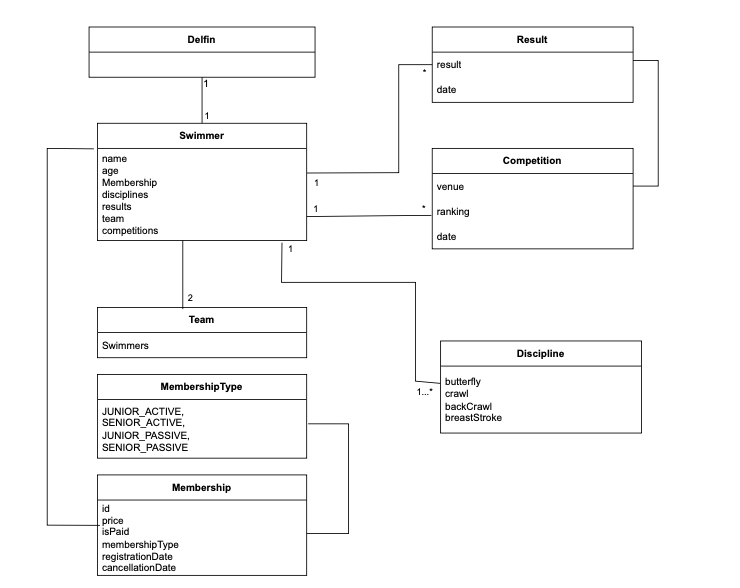 Delfin
1
1
Swimmer
name
age
Membership
disciplines
results
team
competitions
1
1
1
2
Team
Swimmers
MembershipType
JUNIOR_ACTIVE,
SENIOR_ACTIVE,
JUNIOR_PASSIVE,
SENIOR_PASSIVE
Membership
id
price
isPaid
membershipType
registrationDate
cancellationDate
Result
result
*
date
Competition
venue
*
ranking
date
Discipline
butterfly
1...*
crawl
backCrawl
breastStroke